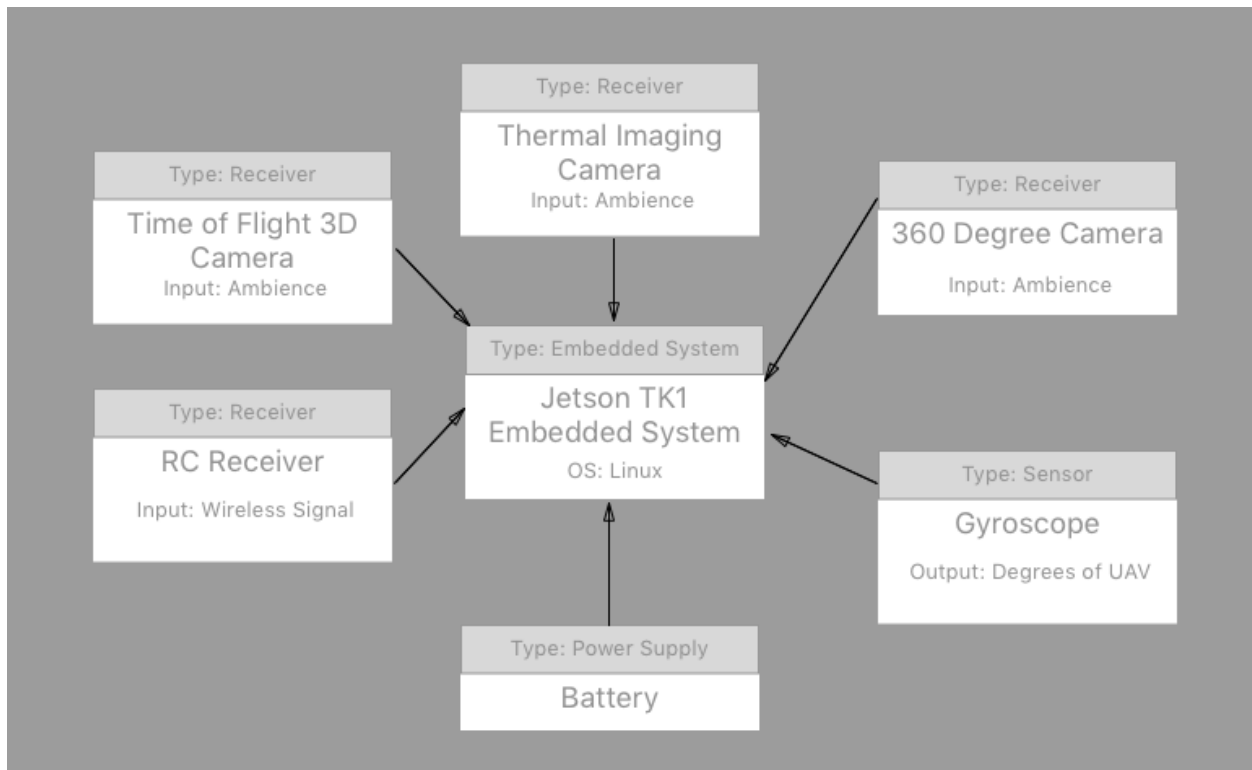 Type: Receiver
Thermal Imaging
Camera
Input: Ambience
Type: Receiver
Time of Flight 3D
Camera
Input: Ambience
Type: Receiver
360 Degree Camera
Input: Ambience
Type: Embedded System
Jetson TK1
Embedded System
OS: Linux
Type: Receiver
RC Receiver
Input: Wireless Signal
Type: Sensor
Gyroscope
Output: Degrees of UAV
Type: Power Supply
Battery